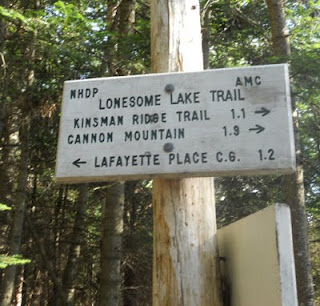 NHDP AMC
LONESOME LAKE TRAIL
KINSMAN RIDGE TRAIL 1.1 →
CANNON MOUNTAIN 1.9 →
← LAFAYETTE PLACE C.G. 1.2